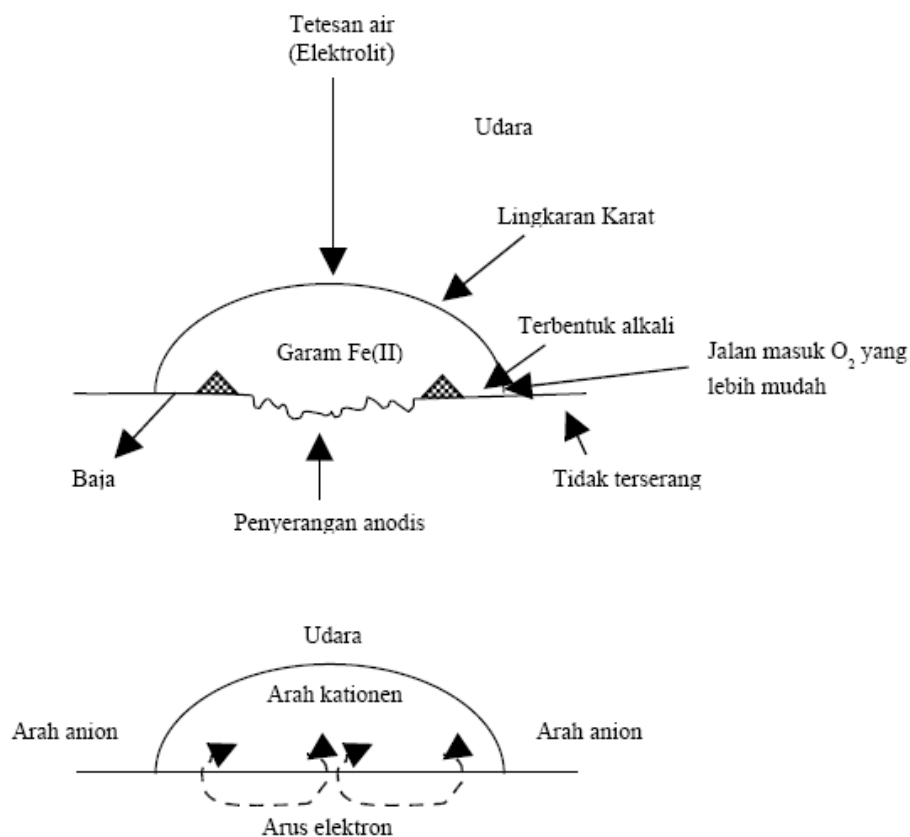 Tetesan air
(Elektrolit)
Udara
Lingkaran Karat
Terbentuk alkali
Garam Fe(II)
Jalan masuk O₂ yang
lebih mudah
Baja
Tidak terserang
Penyerangan anodis
Udara
Arah kationen
Arah anion
Arah anion
Arus elektron